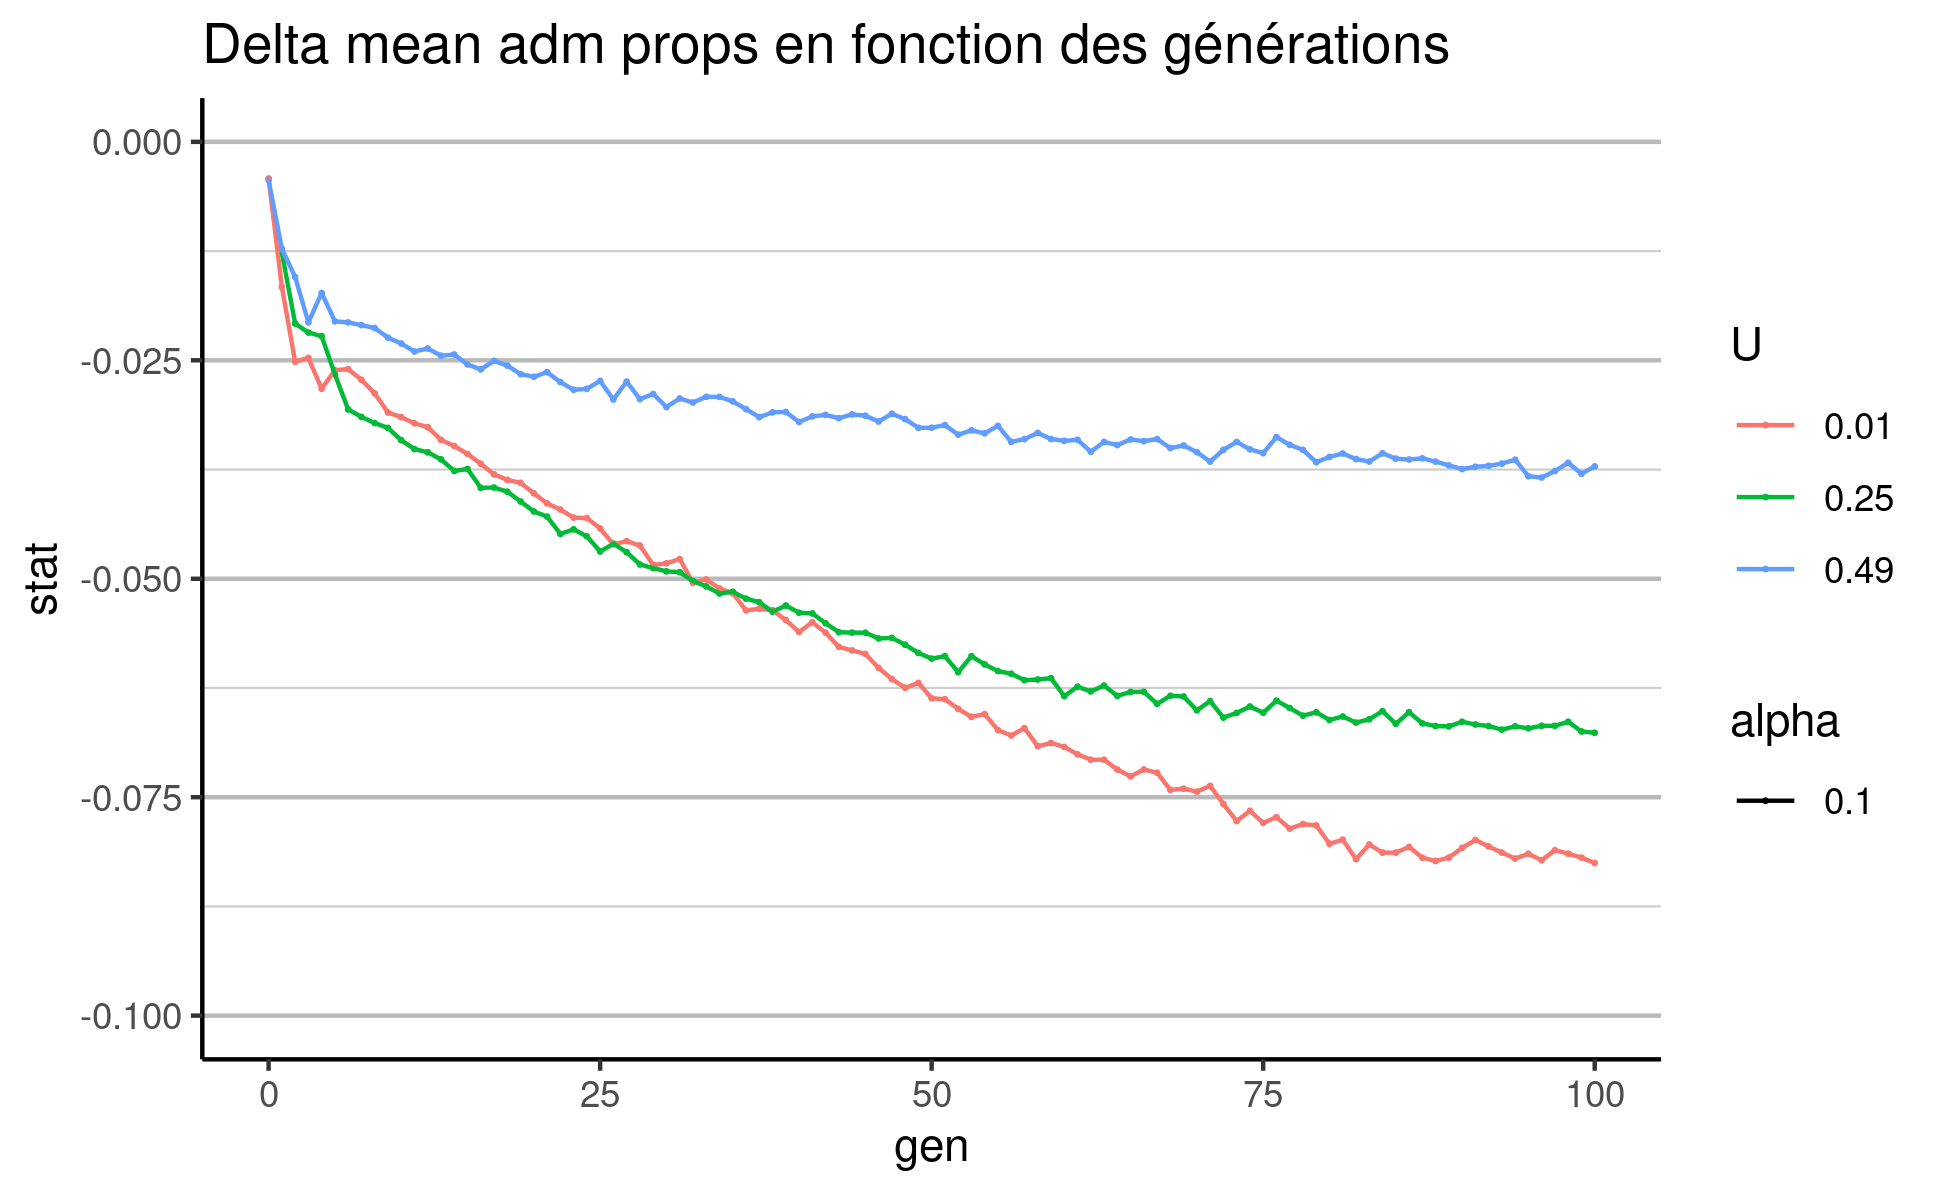 Delta mean adm props en fonction des générations
0.000
-0.025
-0.050
-0.075
-0.100
stat
0 25 50 75 100
gen
U
0.01
0.25
0.49
alpha
0.1